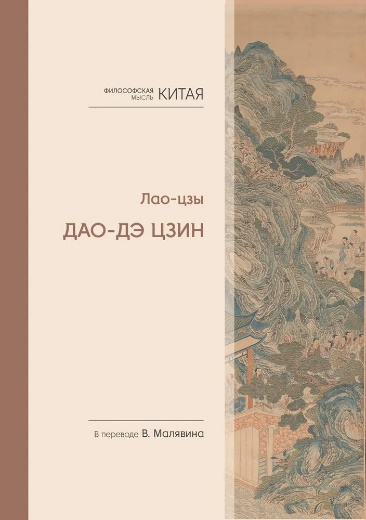 ФИЛОСОФСКАЯ
МЫСЛЬ КИТАЯ
Лао-цзы
ДАО-ДЭ ЦЗИН
В переводе В. Малявина